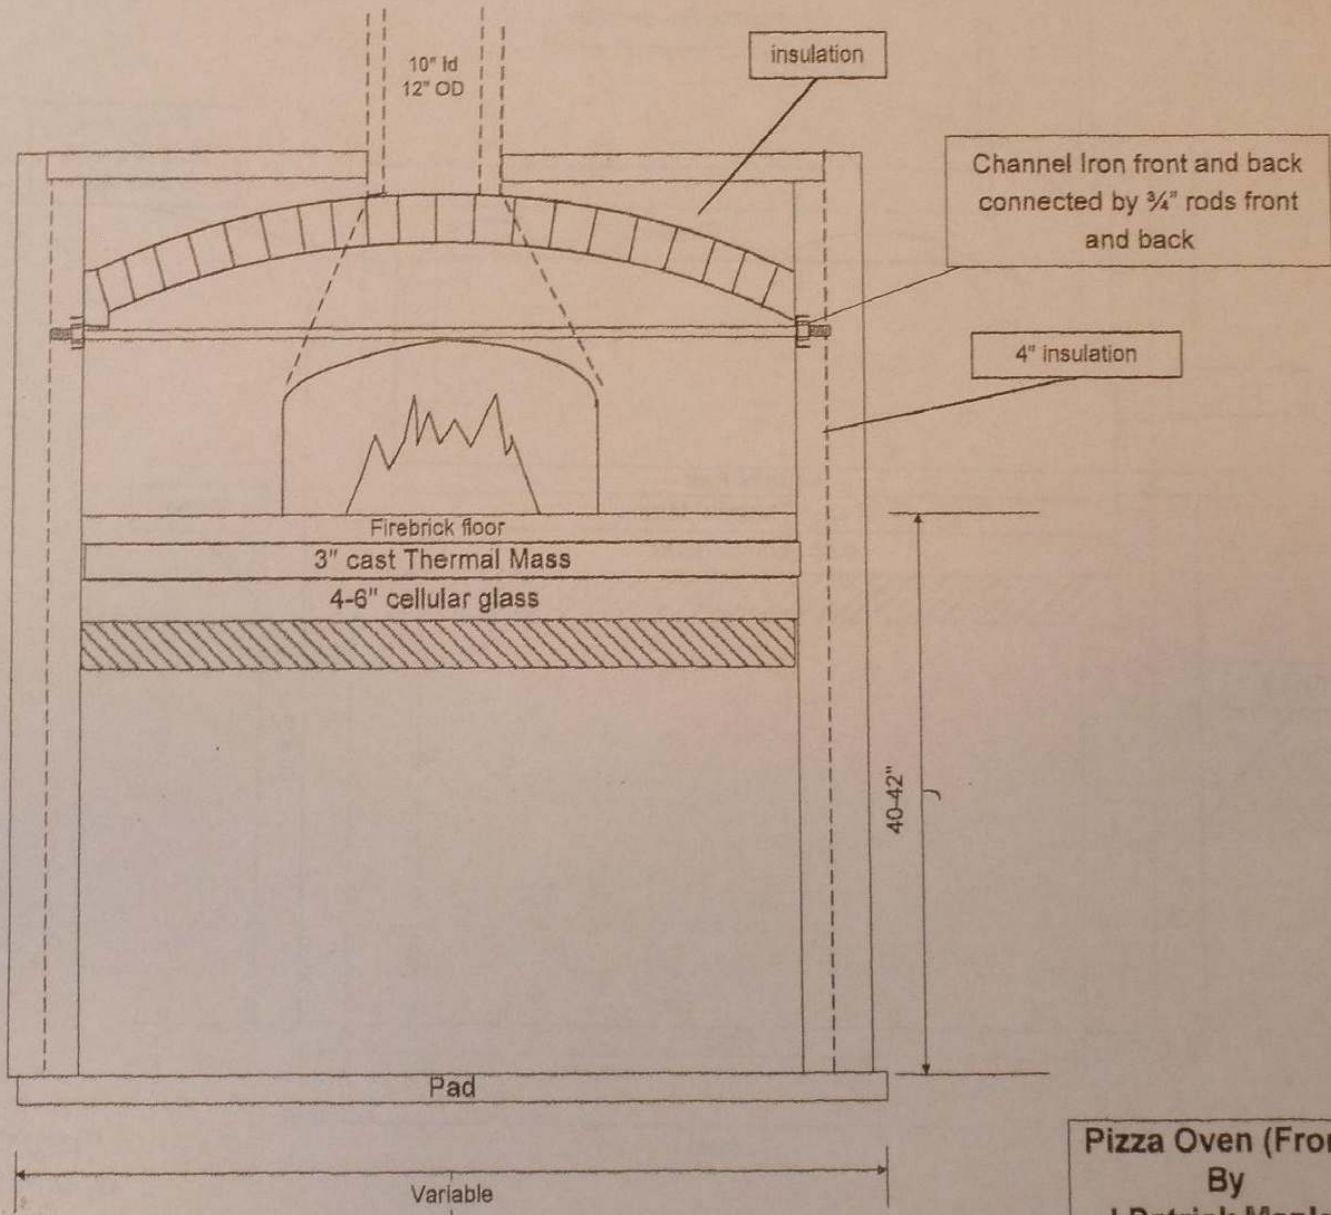 10" Id
12" OD
insulation
Channel Iron front and back
connected by ¾" rods front
and back
4" insulation
Firebrick floor
3" cast Thermal Mass
4-6" cellular glass
40-42"
Pad
Variable
Pizza Oven
By